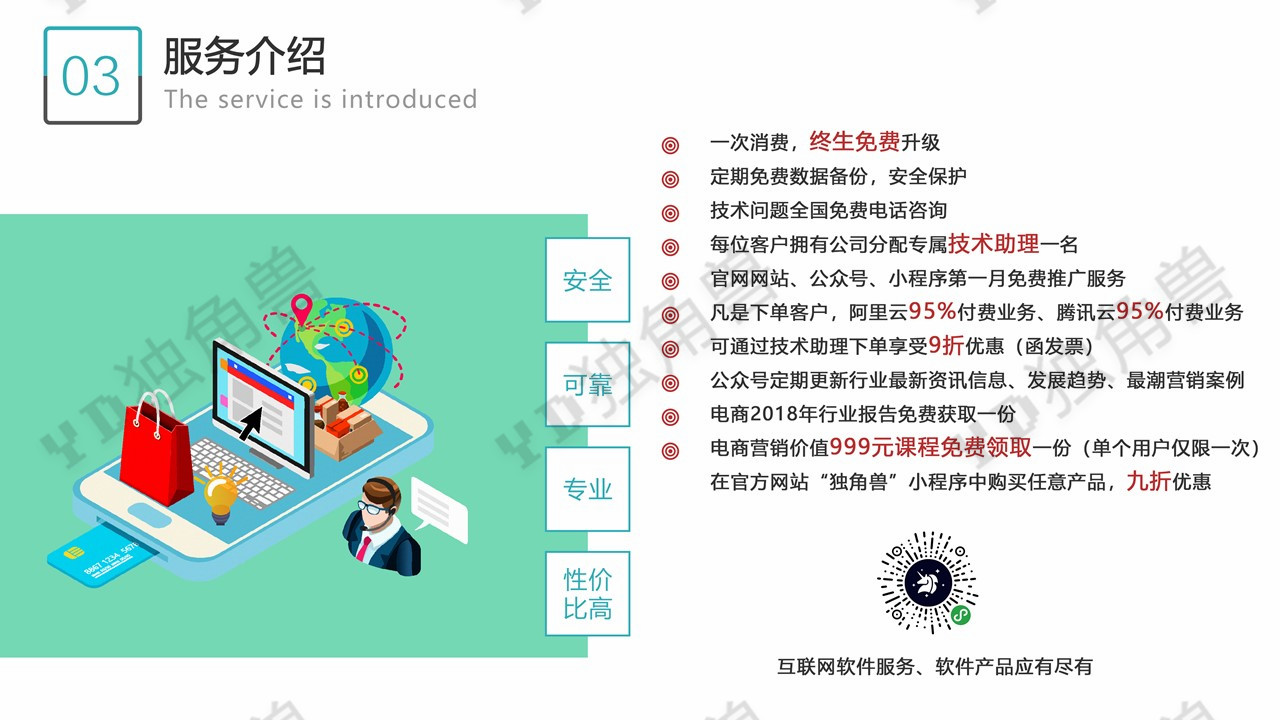 03
服务介绍
The service is introduced
一次消费，终生免费升级
定期免费数据备份，安全保护
技术问题全国免费电话咨询
每位客户拥有公司分配专属技术助理一名
官网网站、公众号、小程序第一月免费推广服务
凡是下单客户，阿里云95%付费业务、腾讯云95%付费业务
可通过技术助理下单享受9折优惠（函发票）
公众号定期更新行业最新资讯信息、发展趋势、最潮营销案例
电商2018年行业报告免费获取一份
电商营销价值999元课程免费领取一份（单个用户仅限一次）
在官方网站“独角兽”小程序中购买任意产品，九折优惠
安全
可靠
专业
性价
比高
8867 1234 5678
互联网软件服务、软件产品应有尽有
YD独角兽
YD独角兽
YD独角兽